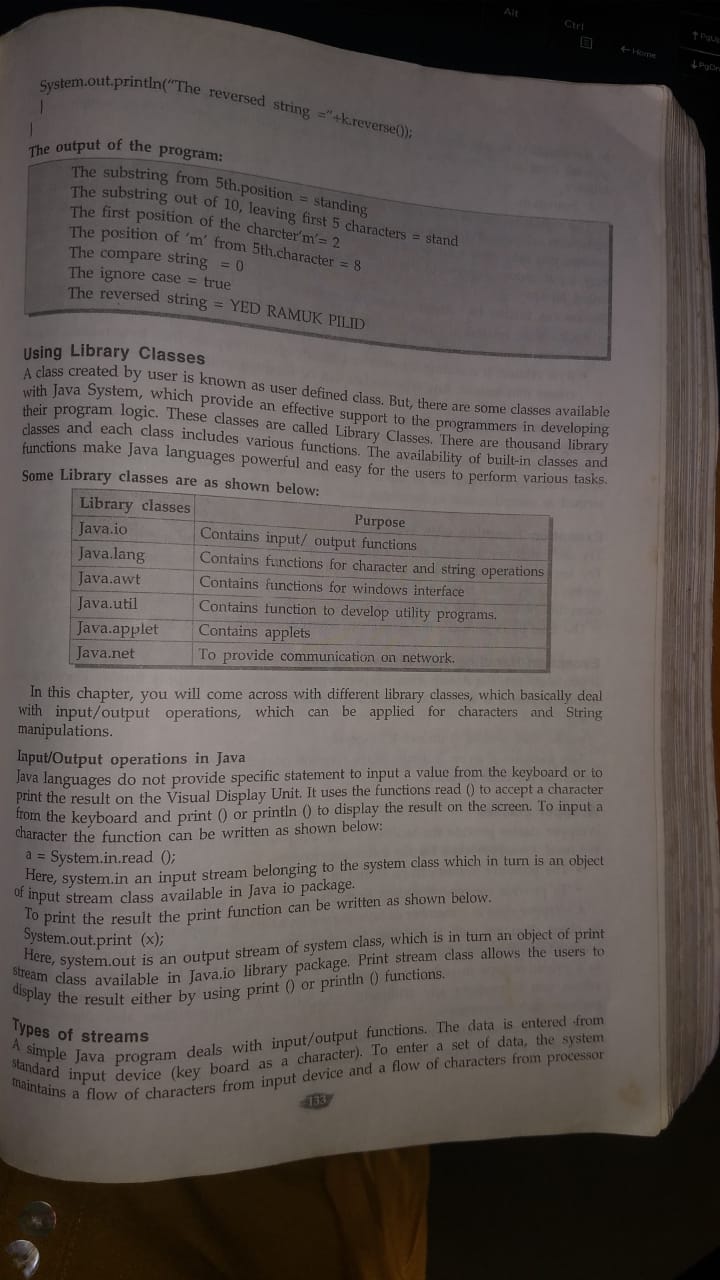 Alt
Ctrl
Home
PgUp
PgDn
System.out.println("The reversed string ="+k.reverse());
}
}
The output of the program:
The substring from 5th.position = standing
The substring out of 10, leaving first 5 characters = stand
The first position of the charcter'm'= 2
The position of 'm' from 5th.character = 8
The compare string = 0
The ignore case = true
The reversed string = YED RAMUK PILID
Using Library Classes
A class created by user is known as user defined class. But, there are some classes available
with Java System, which provide an effective support to the programmers in developing
their program logic. These classes are called Library Classes. There are thousand library
classes and each class includes various functions. The availability of built-in classes and
functions make Java languages powerful and easy for the users to perform various tasks.
Some Library classes are as shown below:
Library classes Purpose
Java.io Contains input/ output functions
Java.lang Contains functions for character and string operations
Java.awt Contains functions for windows interface
Java.util Contains function to develop utility programs.
Java.applet Contains applets
Java.net To provide communication on network.
In this chapter, you will come across with different library classes, which basically deal
with input/output operations, which can be applied for characters and String
manipulations.
Input/Output operations in Java
Java languages do not provide specific statement to input a value from the keyboard or to
print the result on the Visual Display Unit. It uses the functions read () to accept a character
from the keyboard and print () or println () to display the result on the screen. To input a
character the function can be written as shown below:
a = System.in.read ();
Here, system.in an input stream belonging to the system class which in turn is an object
of input stream class available in Java io package.
To print the result the print function can be written as shown below.
System.out.print (x);
Here, system.out is an output stream of system class, which is in turn an object of print
stream class available in Java.io library package. Print stream class allows the users to
display the result either by using print () or println () functions.
Types of streams
A simple Java program deals with input/output functions. The data is entered from
standard input device (key board as a character). To enter a set of data, the system
maintains a flow of characters from input device and a flow of characters from processor
133